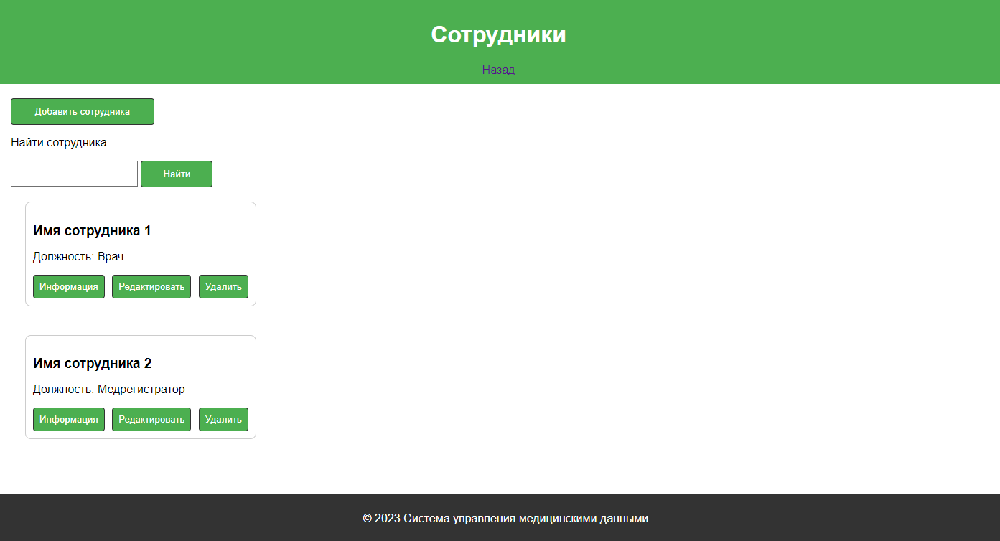 Сотрудники
Назад
Добавить сотрудника
Найти сотрудника
Найти
Имя сотрудника 1
Должность: Врач
Информация Редактировать Удалить
Имя сотрудника 2
Должность: Медрегистратор
Информация Редактировать Удалить
© 2023 Система управления медицинскими данными